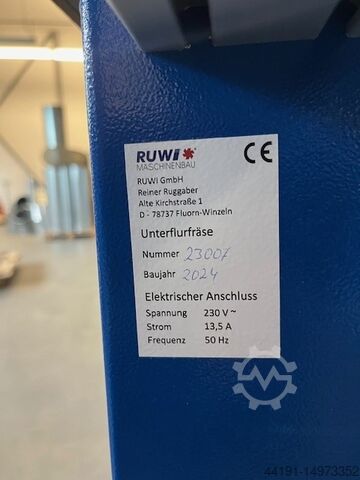 RUWI
MASCHINENBAU
CE
RUWI GmbH
Reiner Ruggaber
Alte Kirchstraße 1
D - 78737 Fluorn-Winzeln
Unterflurfräse
Nummer 23007
Baujahr 2024
Elektrischer Anschluss
Spannung 230 V ~
Strom 13,5 A
Frequenz 50 Hz
44191-14973352